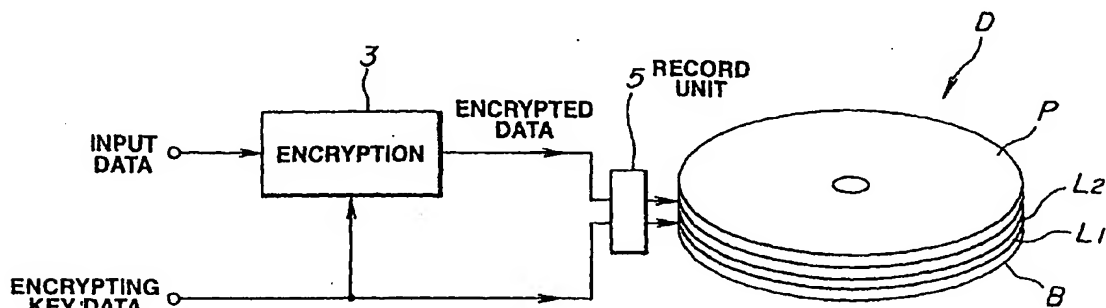 D
3
5 RECORD
UNIT
P
ENCRYPTED
DATA
INPUT
DATA
ENCRYPTION
L2
L1
B
ENCRYPTING
KEY DATA